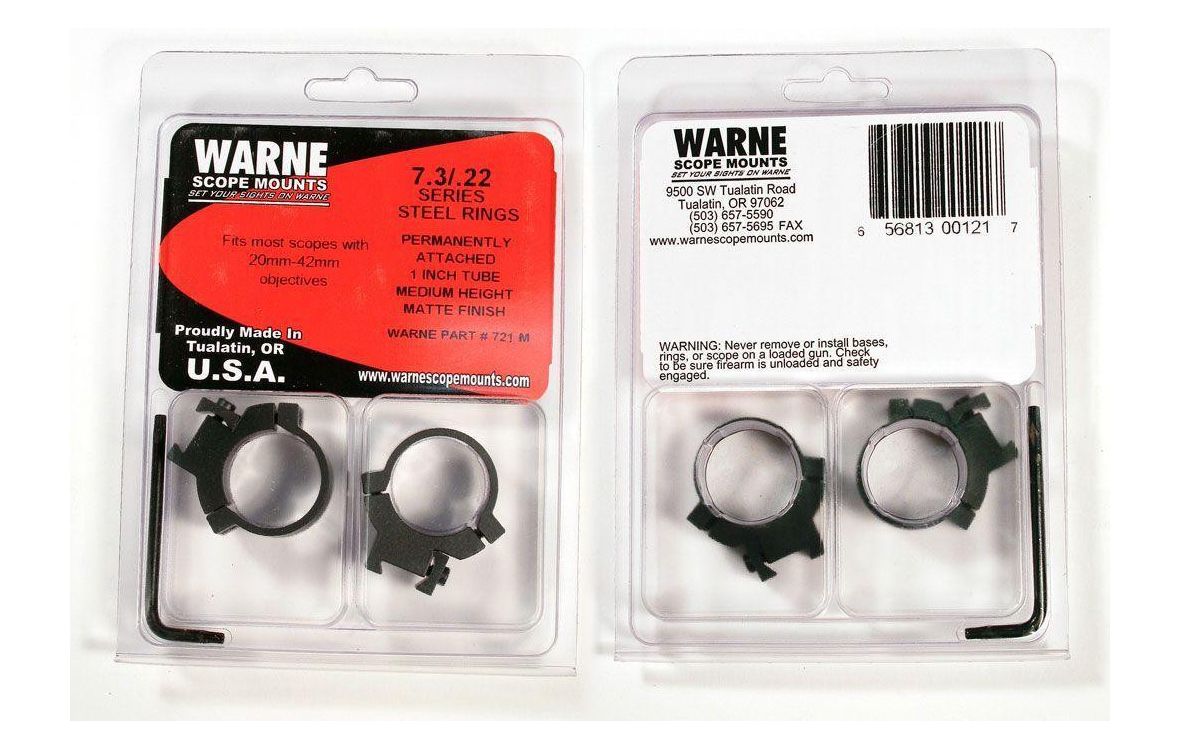 WARNE
SCOPE MOUNTS
SET YOUR SIGHTS ON WARNE
7.3/.22
SERIES
STEEL RINGS
Fits most scopes with
20mm-42mm
objectives
PERMANENTLY
ATTACHED
1 INCH TUBE
MEDIUM HEIGHT
MATTE FINISH
WARNE PART # 721 M
Proudly Made In
Tualatin, OR
U.S.A.
www.warnescopemounts.com
WARNE
SCOPE MOUNTS
SET YOUR SIGHTS ON WARNE
9500 SW Tualatin Road
Tualatin, OR 97062
(503) 657-5590
(503) 657-5695 FAX
www.warnescopemounts.com
6 56813 00121 7
WARNING: Never remove or install bases,
rings, or scope on a loaded gun. Check
to be sure firearm is unloaded and safety
engaged.